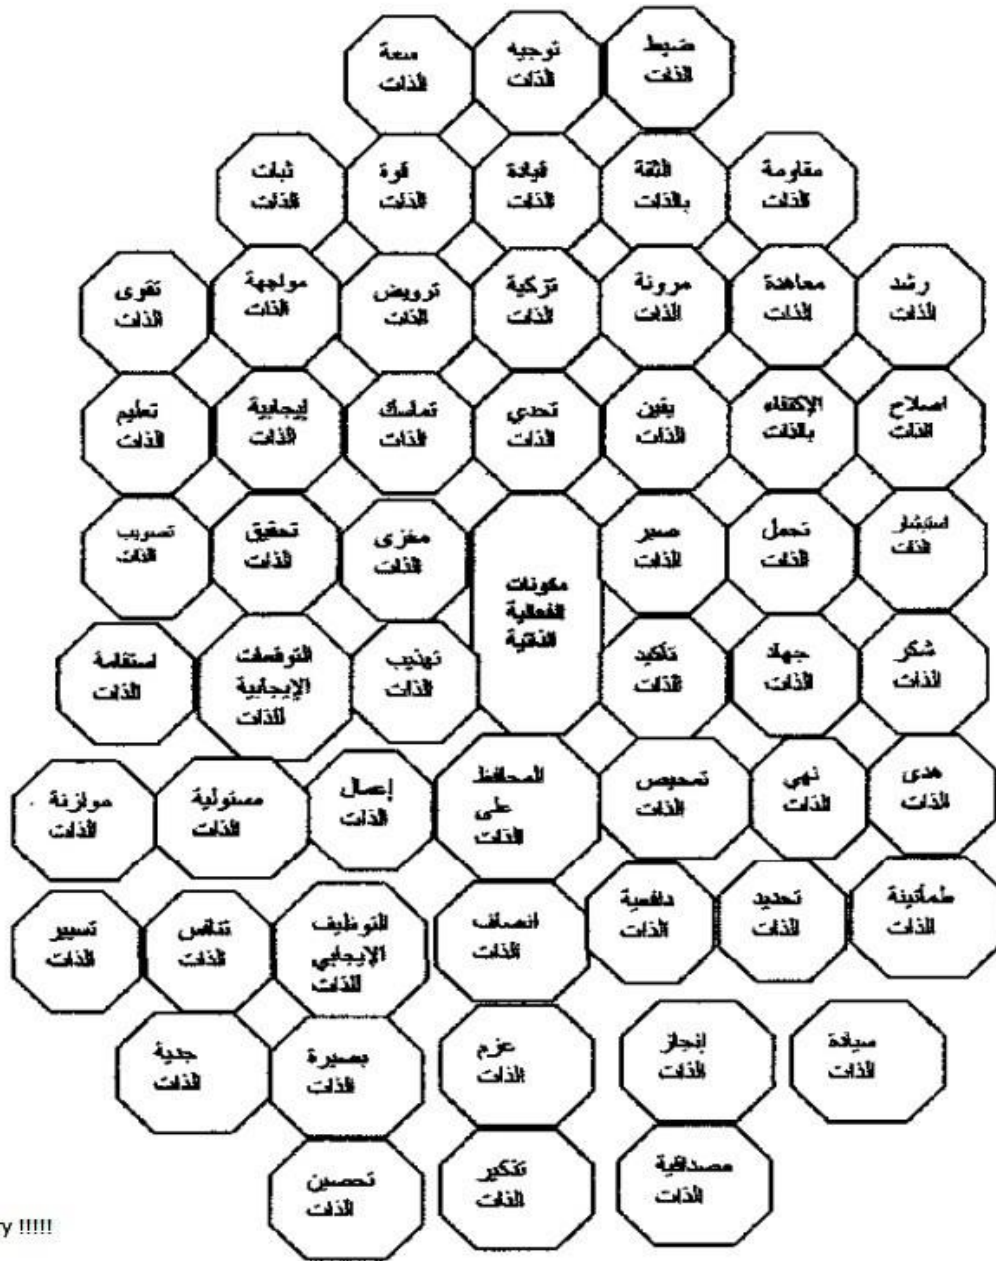 ضبط
الذات
توجيه
الذات
سعة
الذات
مقاومة
الذات
الثقة
بالذات
قيادة
الذات
قوة
الذات
ثبات
الذات
رشد
الذات
معاهدة
الذات
مرونة
الذات
تزكية
الذات
ترويض
الذات
مواجهة
الذات
تقوى
الذات
اصلاح
الذات
الإكتفاء
بالذات
يقين
الذات
تحدي
الذات
تماسك
الذات
إيجابية
الذات
تعليم
الذات
استبشار
الذات
تحمل
الذات
صبر
الذات
مكونات
الفعالية
الذاتية
مغزى
الذات
تحقيق
الذات
تصويب
الذات
شكر
الذات
جهاد
الذات
تأكيد
الذات
تهذيب
الذات
التوقعات
الإيجابية
للذات
استقامة
الذات
هدى
الذات
نهي
الذات
تمحيص
الذات
المحافظ
على
الذات
إعمال
الذات
مسئولية
الذات
موازنة
الذات
طمأنينة
الذات
تحديد
الذات
دافعية
الذات
انصاف
الذات
التوظيف
الإيجابي
للذات
تنافس
الذات
تسيير
الذات
سيادة
الذات
إنجاز
الذات
عزم
الذات
بصيرة
الذات
جدية
الذات
مصداقية
الذات
تفكير
الذات
تحصين
الذات
y !!!!!